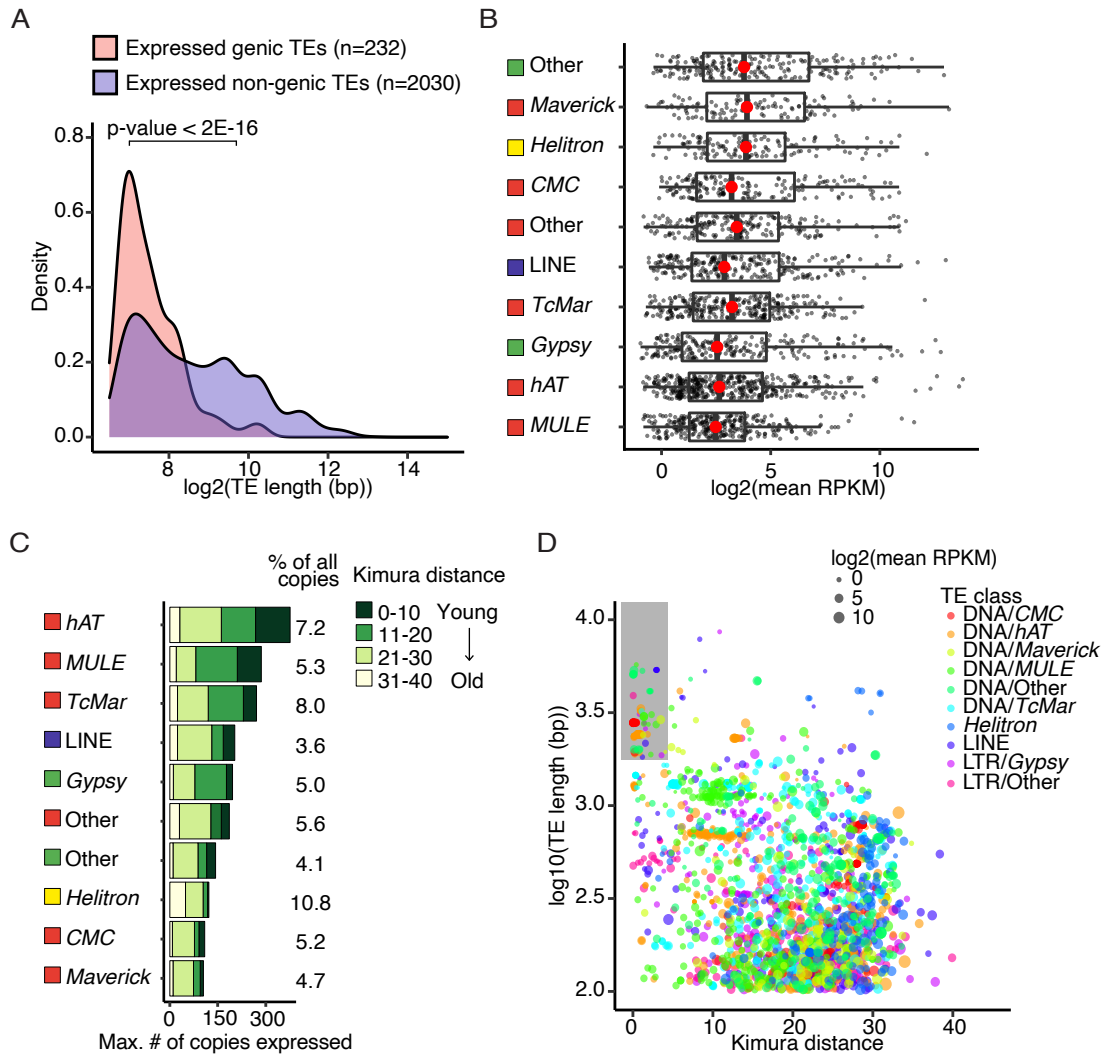 A
Expressed genic TEs (n=232)
Expressed non-genic TEs (n=2030)
p-value < 2E-16
0.8
0.6
0.4
0.2
0.0
Density
8 10 12 14
log2(TE length (bp))
B
Other
Maverick
Helitron
CMC
Other
LINE
TcMar
Gypsy
hAT
MULE
0 5 10
log2(mean RPKM)
C
% of all
copies
Kimura distance
0-10 Young
11-20
21-30
31-40 Old
hAT 7.2
MULE 5.3
TcMar 8.0
LINE 3.6
Gypsy 5.0
Other 5.6
Other 4.1
Helitron 10.8
CMC 5.2
Maverick 4.7
0 150 300
Max. # of copies expressed
D
log2(mean RPKM)
0
5
10
TE class
DNA/CMC
DNA/hAT
DNA/Maverick
DNA/MULE
DNA/Other
DNA/TcMar
Helitron
LINE
LTR/Gypsy
LTR/Other
4.0
3.5
3.0
2.5
2.0
log10(TE length (bp))
0 10 20 30 40
Kimura distance